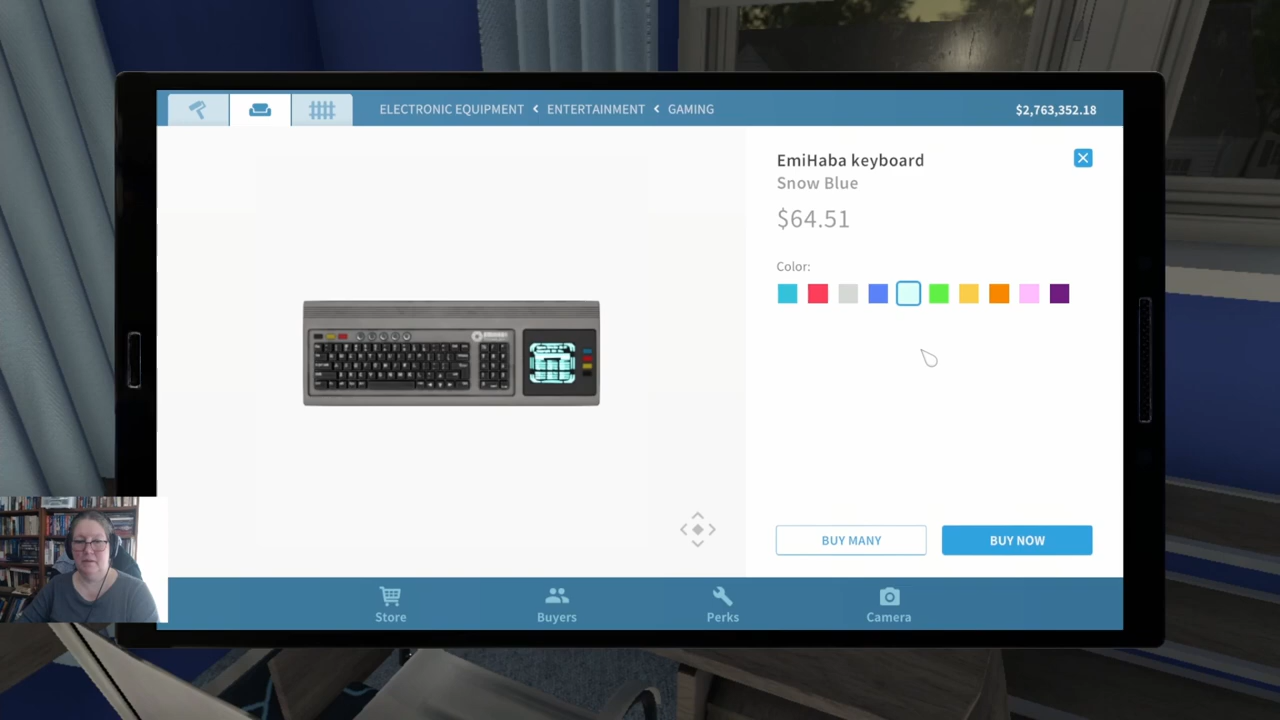 ELECTRONIC EQUIPMENT < ENTERTAINMENT < GAMING
$2,763,352.18
EmiHaba keyboard
Snow Blue
$64.51
Color:
BUY MANY
BUY NOW
Store
Buyers
Perks
Camera